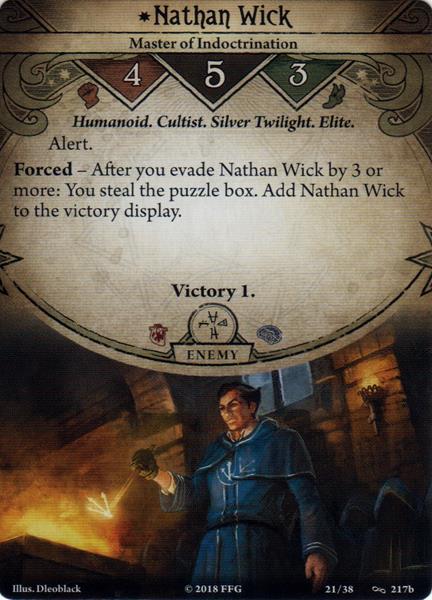 Nathan Wick
Master of Indoctrination
4 5 3
Humanoid. Cultist. Silver Twilight. Elite.
Alert.
Forced – After you evade Nathan Wick by 3 or
more: You steal the puzzle box. Add Nathan Wick
to the victory display.
Victory 1.
ENEMY
Illus. Dleoblack © 2018 FFG 21/38 217b